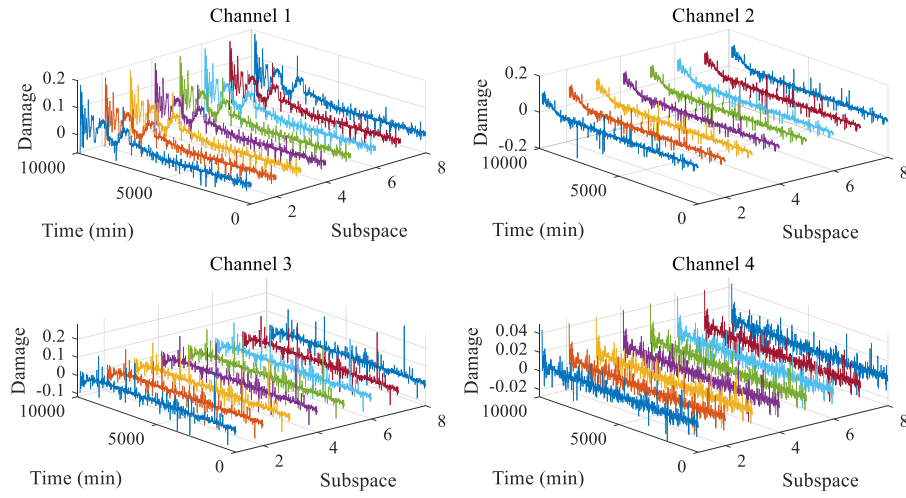 Channel 1
0.2
0.1
0
Damage
10000
5000
0
Time (min)
2
4
6
8
Subspace
Channel 2
0.2
0
-0.2
Damage
10000
5000
0
Time (min)
2
4
6
8
Subspace
Channel 3
0.2
0.1
0
-0.1
Damage
10000
5000
0
Time (min)
2
4
6
8
Subspace
Channel 4
0.04
0.02
0
-0.02
Damage
10000
5000
0
Time (min)
2
4
6
8
Subspace